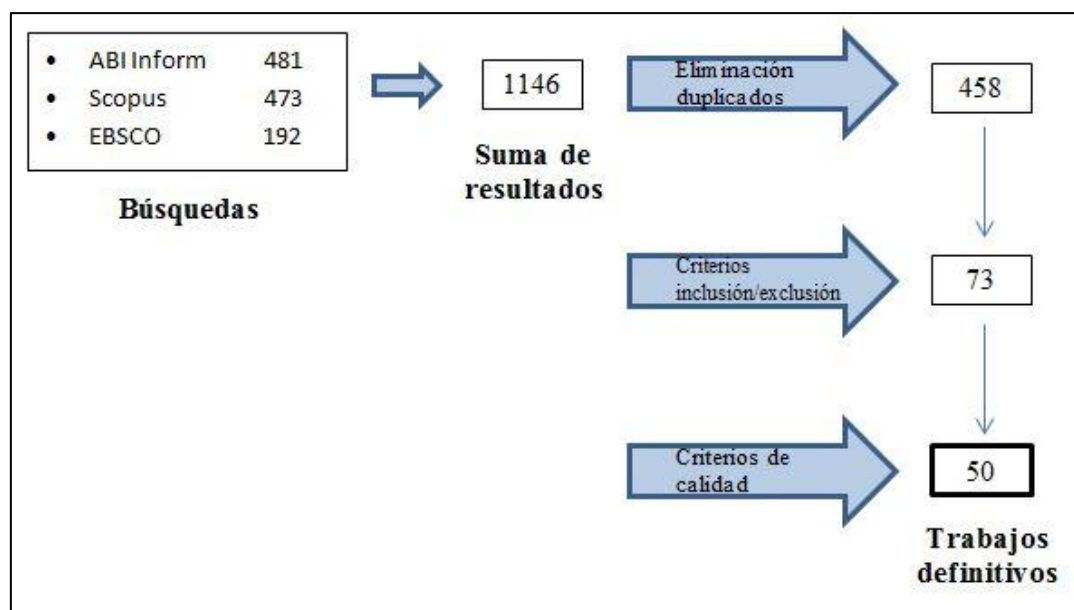 • ABI Inform 481
• Scopus 473
• EBSCO 192
Búsquedas
1146
Suma de
resultados
Eliminación
duplicados
458
Criterios
inclusión/exclusión
73
Criterios de
calidad
50
Trabajos
definitivos